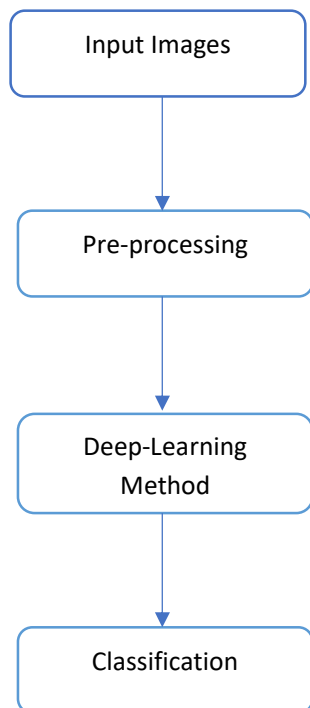 Input Images
Pre-processing
Deep-Learning
Method
Classification